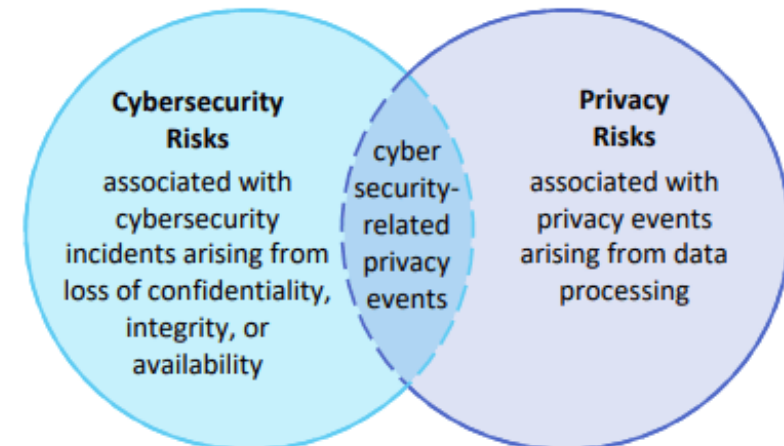 Cybersecurity
Risks
associated with
cybersecurity
incidents arising from
loss of confidentiality,
integrity, or
availability
cyber
security-
related
privacy
events
Privacy
Risks
associated with
privacy events
arising from data
processing